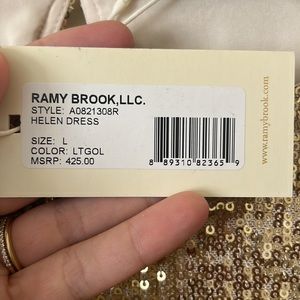 RAMY BROOK,LLC.
STYLE: A0821308R
HELEN DRESS
SIZE: L
COLOR: LTGOL
MSRP: 425.00
8 89310 82365 9
www.ramybrook.com